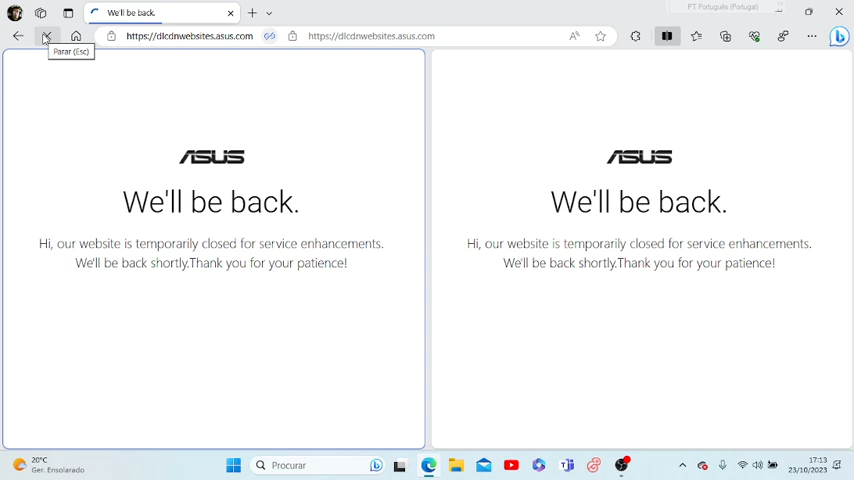 We'll be back.
PT Português (Portugal)
https://dlcdnwebsites.asus.com
https://dlcdnwebsites.asus.com
Parar (Esc)
ASUS
We'll be back.
Hi, our website is temporarily closed for service enhancements.
We'll be back shortly.Thank you for your patience!
ASUS
We'll be back.
Hi, our website is temporarily closed for service enhancements.
We'll be back shortly.Thank you for your patience!
20°C
Ger. Ensolarado
Procurar
17:13
23/10/2023